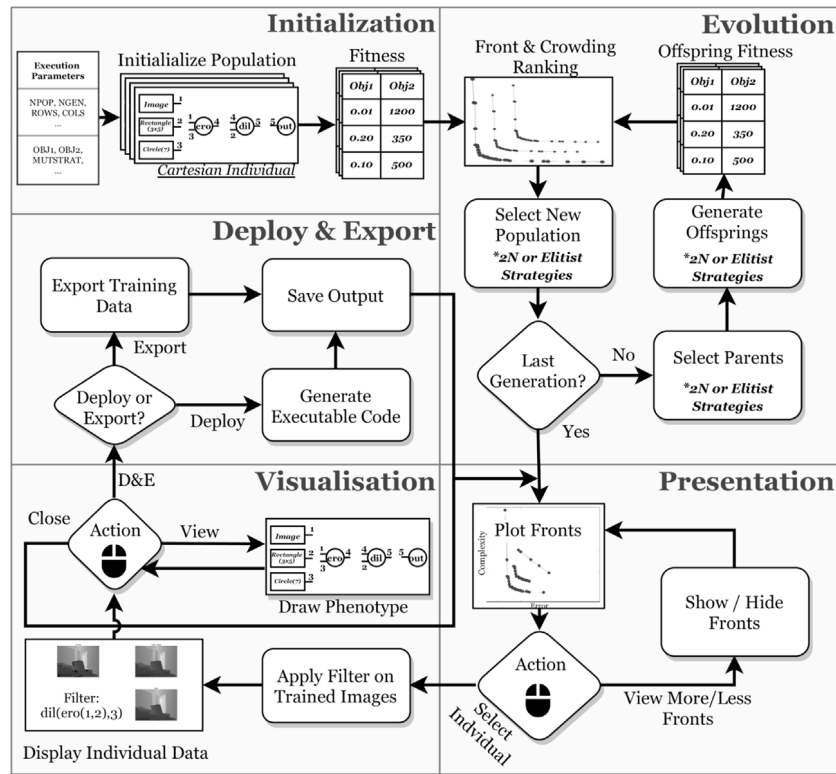 Initialization
Execution
Parameters
NPOP, NGEN,
ROWS, COLS
...
OBJ1, OBJ2,
MUTSTRAT,
...
Initialialize Population
Image
1
Rectangle
(3x5)
2
Circle(7)
3
1
3
ero
4
4
2
dil
5
5
out
Cartesian Individual
Fitness
Obj1 Obj2
0.01 1200
0.20 350
0.10 500
Evolution
Front & Crowding
Ranking
Offspring Fitness
Obj1 Obj2
0.01 1200
0.20 350
0.10 500
Select New
Population
*2N or Elitist
Strategies
Generate
Offsprings
*2N or Elitist
Strategies
Last
Generation?
No
Select Parents
*2N or Elitist
Strategies
Yes
Deploy & Export
Export Training
Data
Save Output
Export
Deploy or
Export?
Deploy
Generate
Executable Code
D&E
Visualisation
Close
Action
View
Image
1
Rectangle
(3x5)
2
Circle(7)
3
1
3
ero
4
4
2
dil
5
5
out
Draw Phenotype
Filter:
dil(ero(1,2),3)
Display Individual Data
Apply Filter on
Trained Images
Presentation
Plot Fronts
Complexity
Error
Show / Hide
Fronts
Action
View More/Less
Fronts
Select
Indvidual